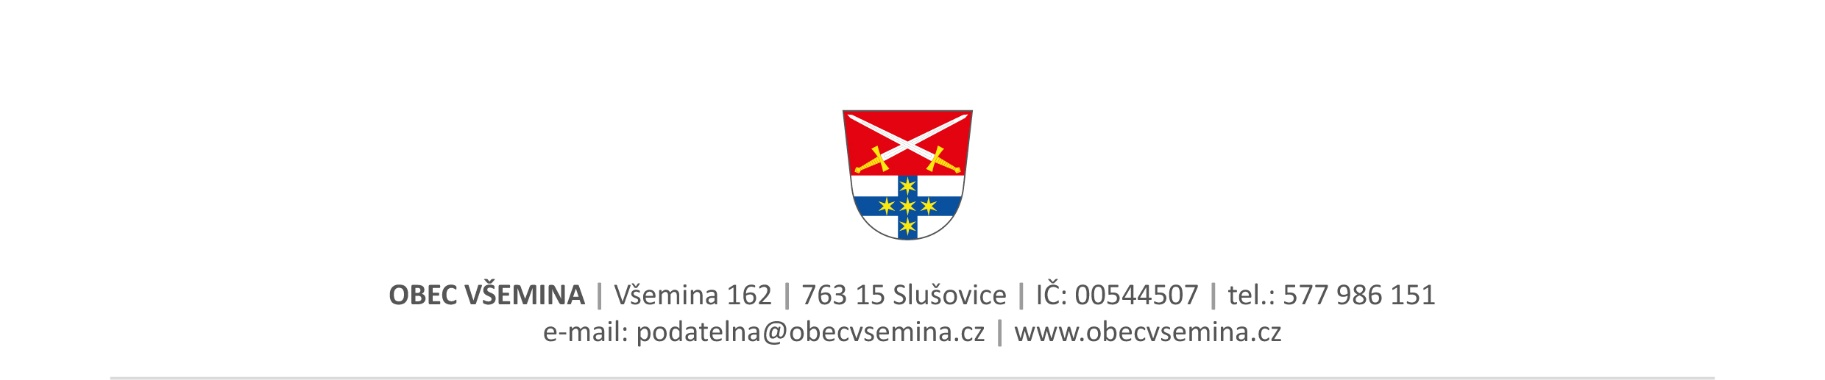 OBEC VŠEMINA | Všemina 162 | 763 15 Slušovice | IČ: 00544507 | tel.: 577 986 151
e-mail: podatelna@obecvsemina.cz | www.obecvsemina.cz